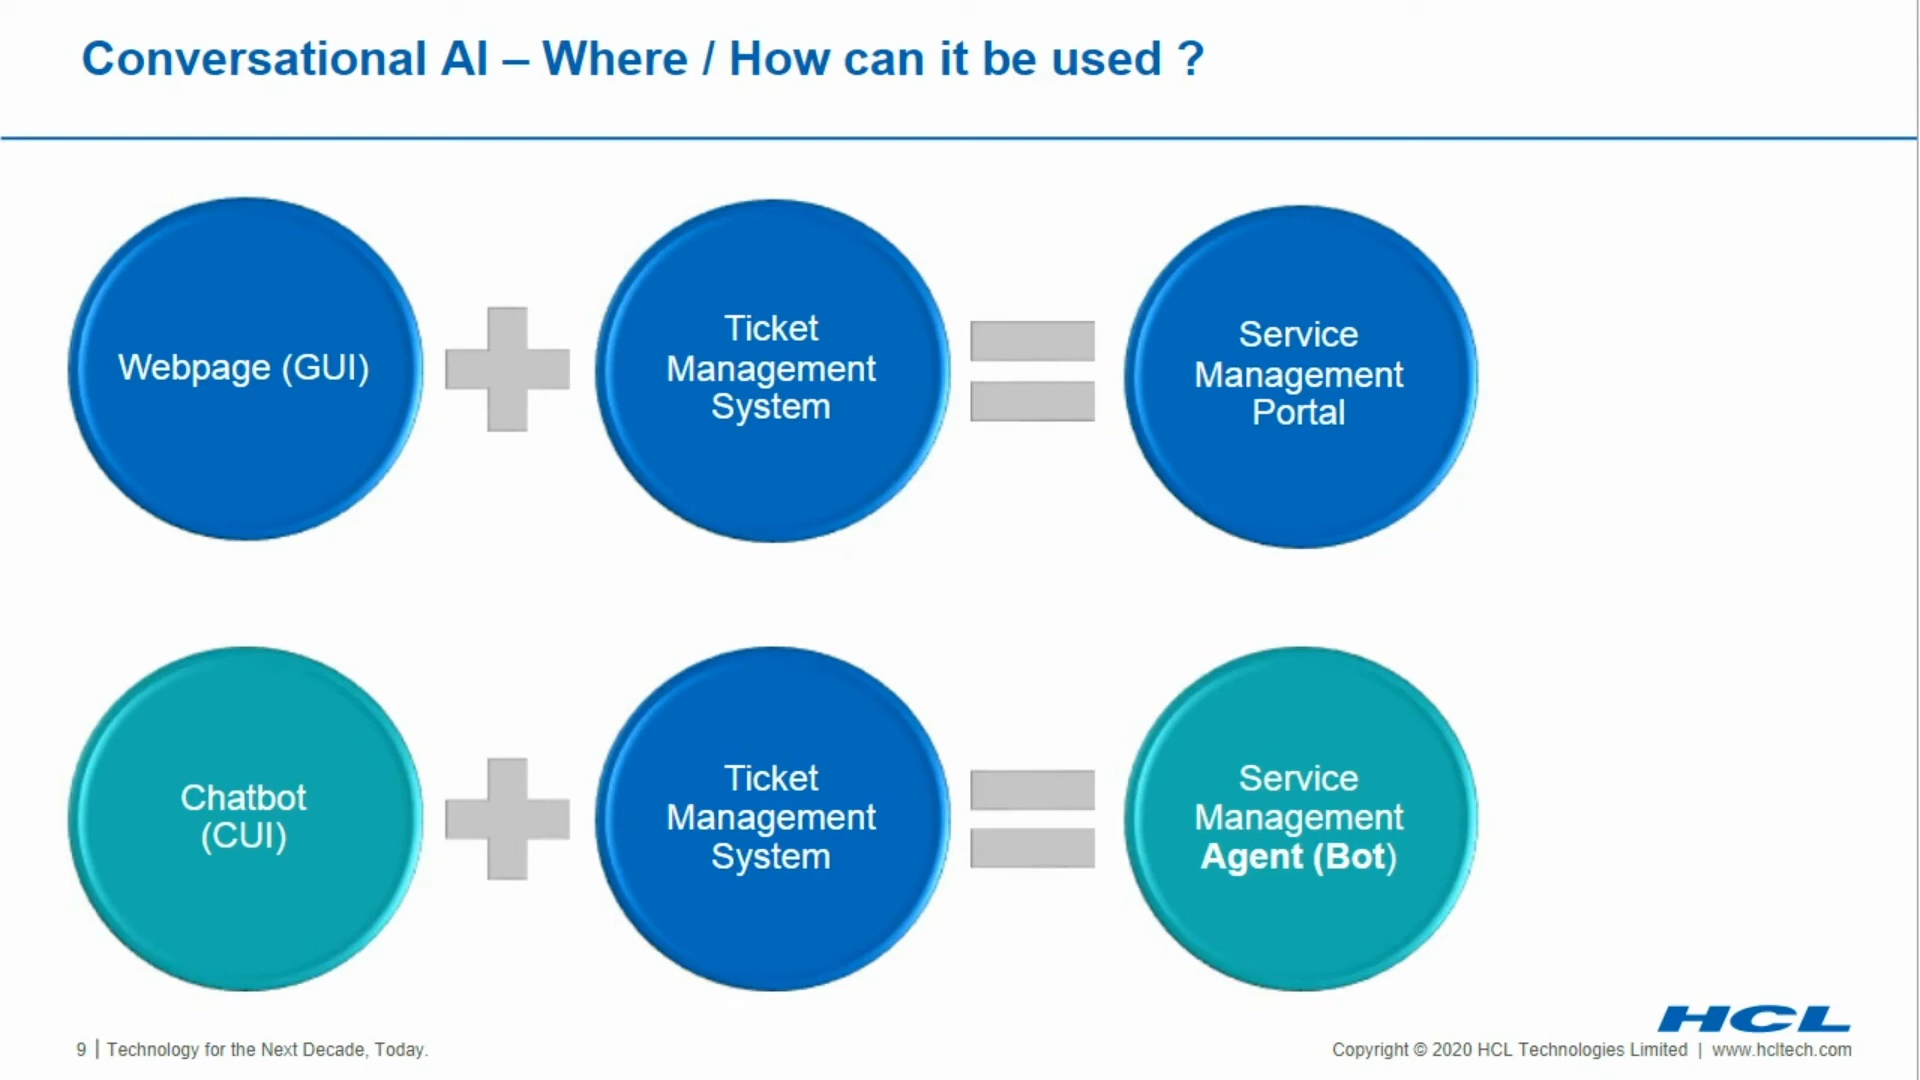 Conversational AI – Where / How can it be used ?
Webpage (GUI)
Ticket
Management
System
Service
Management
Portal
Chatbot
(CUI)
Ticket
Management
System
Service
Management
Agent (Bot)
HCL
9 | Technology for the Next Decade, Today.
Copyright © 2020 HCL Technologies Limited | www.hcltech.com